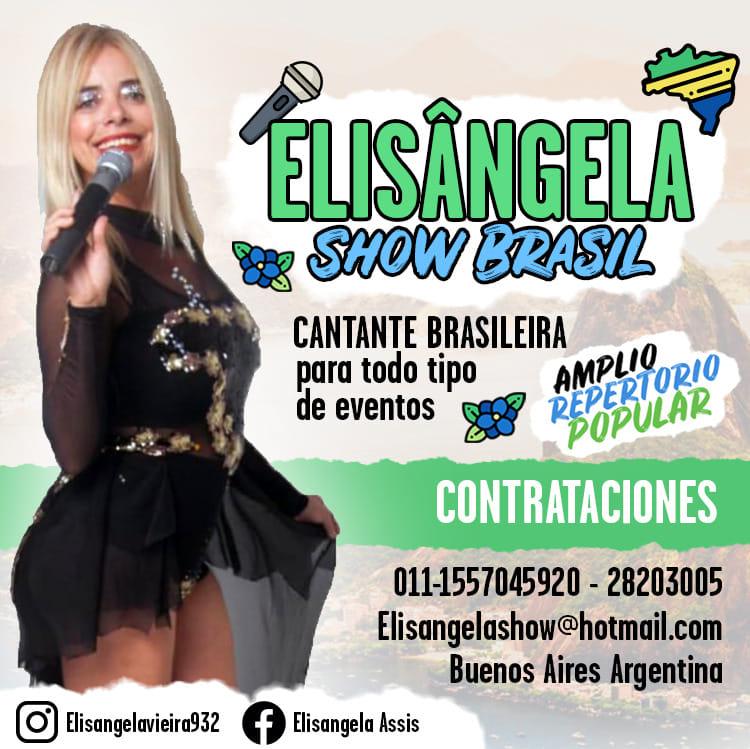 ELISÂNGELA
SHOW BRASIL
CANTANTE BRASILEIRA
para todo tipo
de eventos
AMPLIO
REPERTORIO
POPULAR
CONTRATACIONES
011-1557045920 - 28203005
Elisangelashow@hotmail.com
Buenos Aires Argentina
Elisangelavieira932
Elisangela Assis